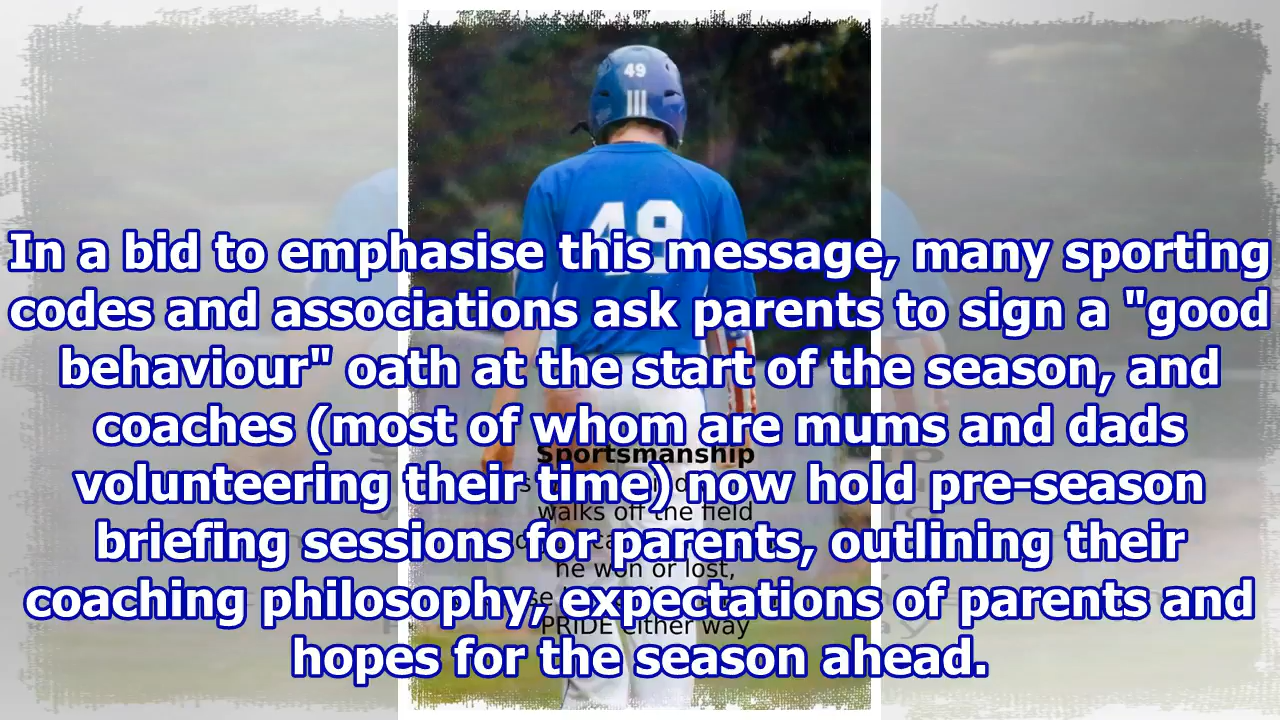 49
49
In a bid to emphasise this message, many sporting
codes and associations ask parents to sign a "good
behaviour" oath at the start of the season, and
coaches (most of whom are mums and dads
Sportsmanship
volunteering their time) now hold pre-season
walks off the field
briefing sessions for parents, outlining their
he won or lost,
coaching philosophy, expectations of parents and
PRIDE either way
hopes for the season ahead.